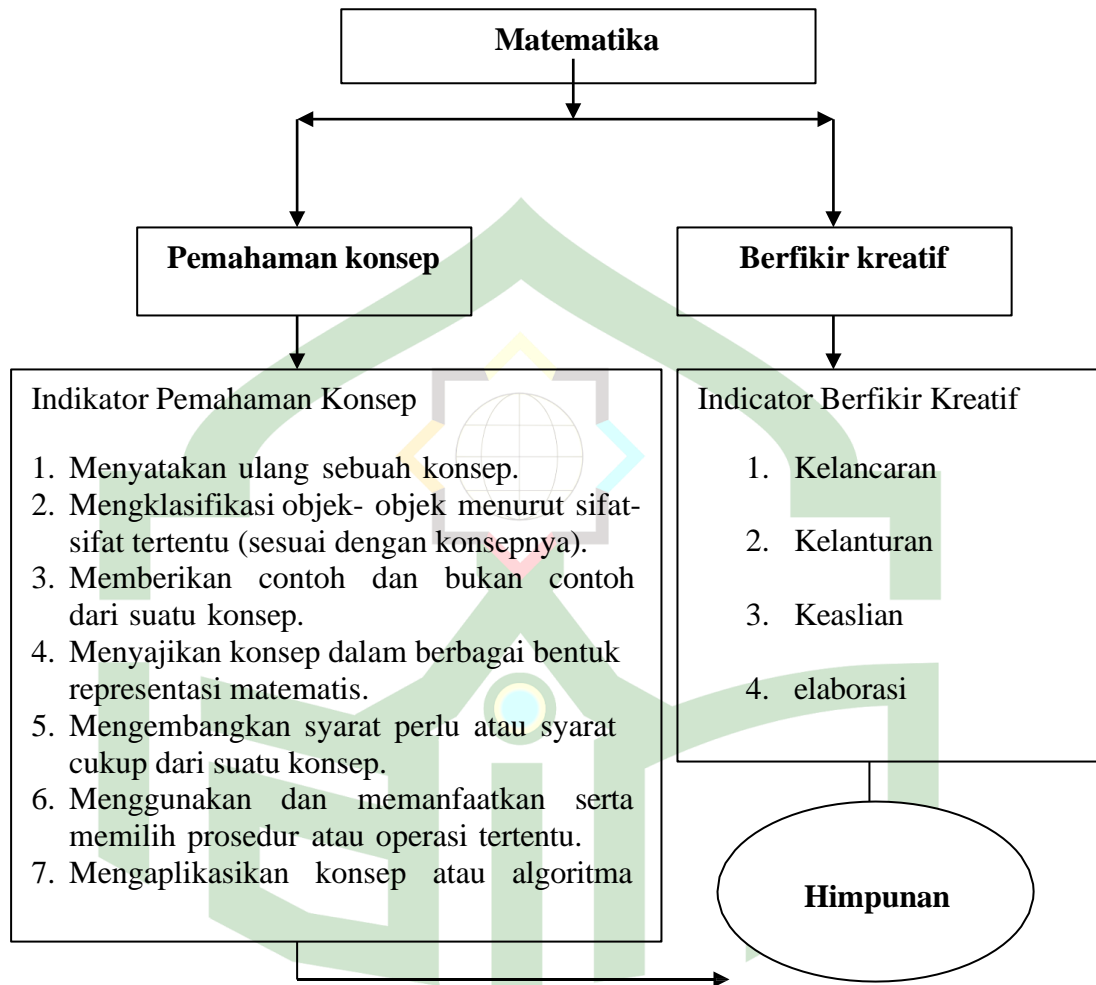 Matematika
Pemahaman konsep
Berfikir kreatif
Indikator Pemahaman Konsep
1. Menyatakan ulang sebuah konsep.
2. Mengklasifikasi objek- objek menurut sifat-
sifat tertentu (sesuai dengan konsepnya).
3. Memberikan contoh dan bukan contoh
dari suatu konsep.
4. Menyajikan konsep dalam berbagai bentuk
representasi matematis.
5. Mengembangkan syarat perlu atau syarat
cukup dari suatu konsep.
6. Menggunakan dan memanfaatkan serta
memilih prosedur atau operasi tertentu.
7. Mengaplikasikan konsep atau algoritma
Indicator Berfikir Kreatif
1. Kelancaran
2. Kelanturan
3. Keaslian
4. elaborasi
Himpunan